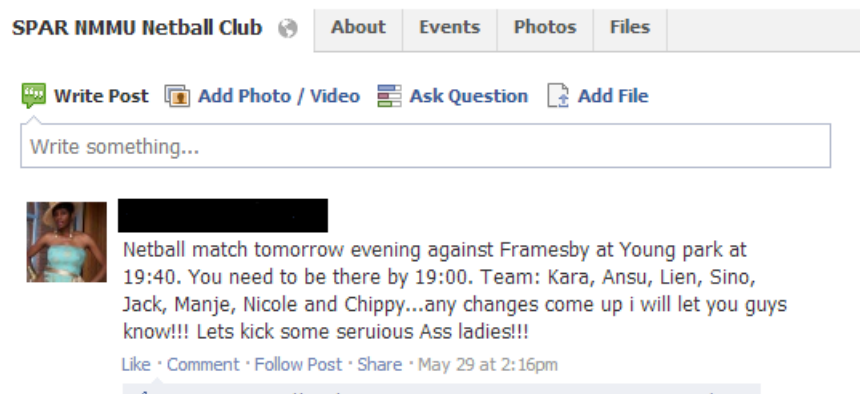 SPAR NMMU Netball Club About Events Photos Files
Write Post Add Photo / Video Ask Question Add File
Write something...
Netball match tomorrow evening against Framesby at Young park at
19:40. You need to be there by 19:00. Team: Kara, Ansu, Lien, Sino,
Jack, Manje, Nicole and Chippy...any changes come up i will let you guys
know!!! Lets kick some seruious Ass ladies!!!
Like · Comment · Follow Post · Share · May 29 at 2:16pm